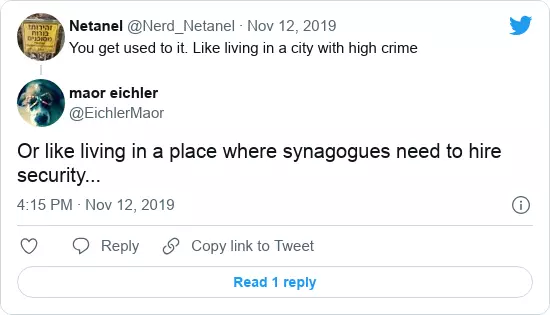 Netanel @Nerd_Netanel · Nov 12, 2019
You get used to it. Like living in a city with high crime
maor eichler
@EichlerMaor
Or like living in a place where synagogues need to hire
security...
4:15 PM · Nov 12, 2019
Reply
Copy link to Tweet
Read 1 reply